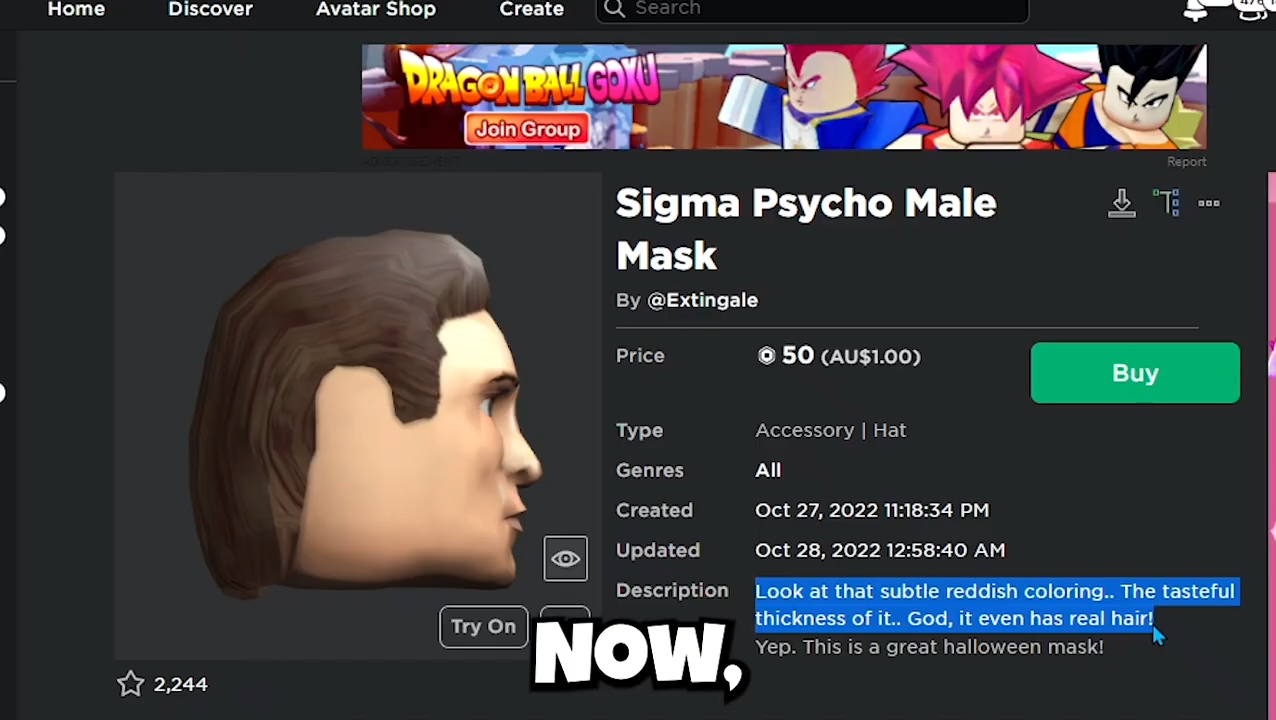 Home Discover Avatar Shop Create Search
DRAGON BALL GOKU
Join Group
ADVERTISEMENT
Report
Sigma Psycho Male
Mask
By @Extingale
Price 50 (AU$1.00) Buy
Type Accessory | Hat
Genres All
Created Oct 27, 2022 11:18:34 PM
Updated Oct 28, 2022 12:58:40 AM
Description Look at that subtle reddish coloring.. The tasteful
thickness of it.. God, it even has real hair!
Yep. This is a great halloween mask!
Try On
NOW,
2,244